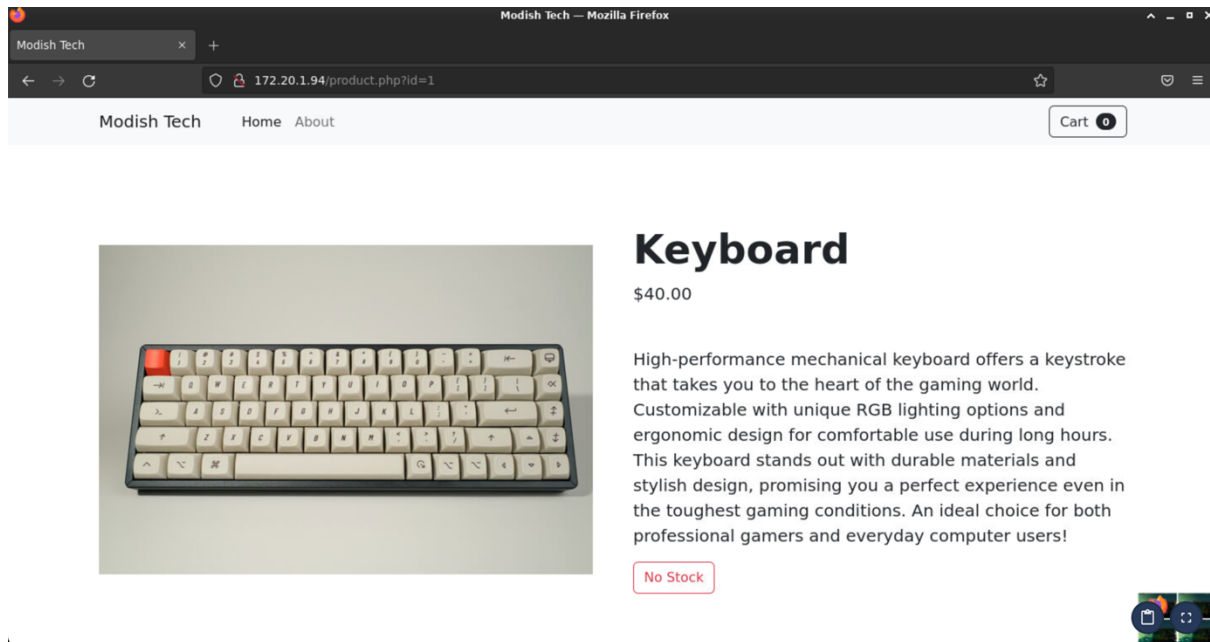 Modish Tech — Mozilla Firefox
Modish Tech
172.20.1.94/product.php?id=1
Modish Tech Home About Cart 0
Keyboard
$40.00
High-performance mechanical keyboard offers a keystroke
that takes you to the heart of the gaming world.
Customizable with unique RGB lighting options and
ergonomic design for comfortable use during long hours.
This keyboard stands out with durable materials and
stylish design, promising you a perfect experience even in
the toughest gaming conditions. An ideal choice for both
professional gamers and everyday computer users!
No Stock